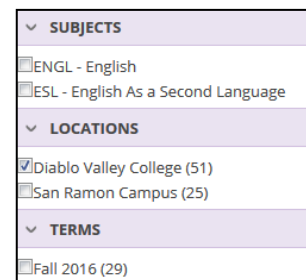 SUBJECTS
ENGL - English
ESL - English As a Second Language
LOCATIONS
Diablo Valley College (51)
San Ramon Campus (25)
TERMS
Fall 2016 (29)